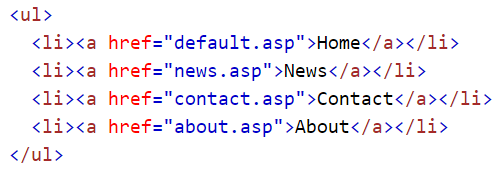 <ul>
  <li><a href="default.asp">Home</a></li>
  <li><a href="news.asp">News</a></li>
  <li><a href="contact.asp">Contact</a></li>
  <li><a href="about.asp">About</a></li>
</ul>